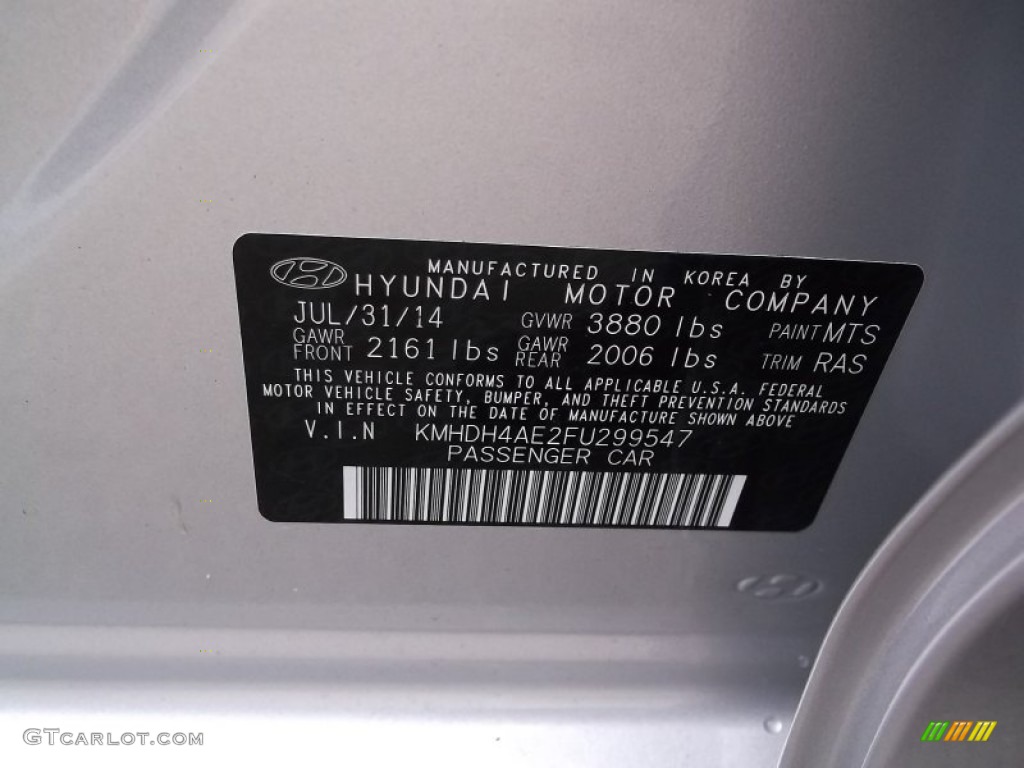 MANUFACTURED IN KOREA BY
HYUNDAI MOTOR COMPANY
JUL/31/14 GVWR 3880 lbs PAINT MTS
GAWR FRONT 2161 lbs GAWR REAR 2006 lbs TRIM RAS
THIS VEHICLE CONFORMS TO ALL APPLICABLE U.S.A. FEDERAL
MOTOR VEHICLE SAFETY, BUMPER, AND THEFT PREVENTION STANDARDS
IN EFFECT ON THE DATE OF MANUFACTURE SHOWN ABOVE
V.I.N KMHDH4AE2FU299547
PASSENGER CAR
GTCARLOT.COM